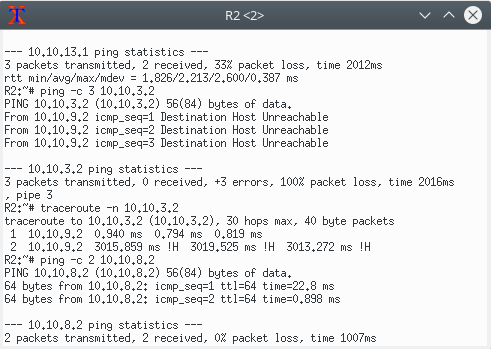 R2 <2>
--- 10.10.13.1 ping statistics ---
3 packets transmitted, 2 received, 33% packet loss, time 2012ms
rtt min/avg/max/mdev = 1.826/2.213/2.600/0.387 ms
R2:~# ping -c 3 10.10.3.2
PING 10.10.3.2 (10.10.3.2) 56(84) bytes of data.
From 10.10.9.2 icmp_seq=1 Destination Host Unreachable
From 10.10.9.2 icmp_seq=2 Destination Host Unreachable
From 10.10.9.2 icmp_seq=3 Destination Host Unreachable
--- 10.10.3.2 ping statistics ---
3 packets transmitted, 0 received, +3 errors, 100% packet loss, time 2016ms
, pipe 3
R2:~# traceroute -n 10.10.3.2
traceroute to 10.10.3.2 (10.10.3.2), 30 hops max, 40 byte packets
1 10.10.9.2 0.940 ms 0.794 ms 0.819 ms
2 10.10.9.2 3015.859 ms !H 3019.525 ms !H 3013.272 ms !H
R2:~# ping -c 2 10.10.8.2
PING 10.10.8.2 (10.10.8.2) 56(84) bytes of data.
64 bytes from 10.10.8.2: icmp_seq=1 ttl=64 time=22.8 ms
64 bytes from 10.10.8.2: icmp_seq=2 ttl=64 time=0.898 ms
--- 10.10.8.2 ping statistics ---
2 packets transmitted, 2 received, 0% packet loss, time 1007ms